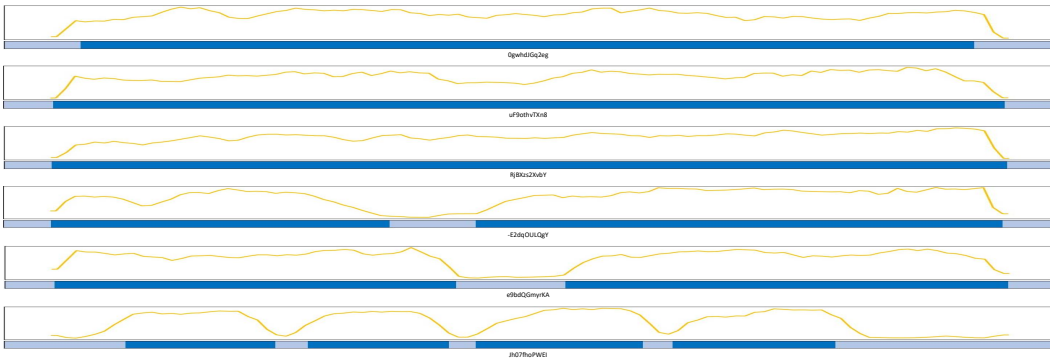 0gwhdJGq2eg
uF9othvTXn8
RjBXzs2XvbY
-E2dqOULQgY
e9bdQGmyrKA
Jh07fhoPWEI